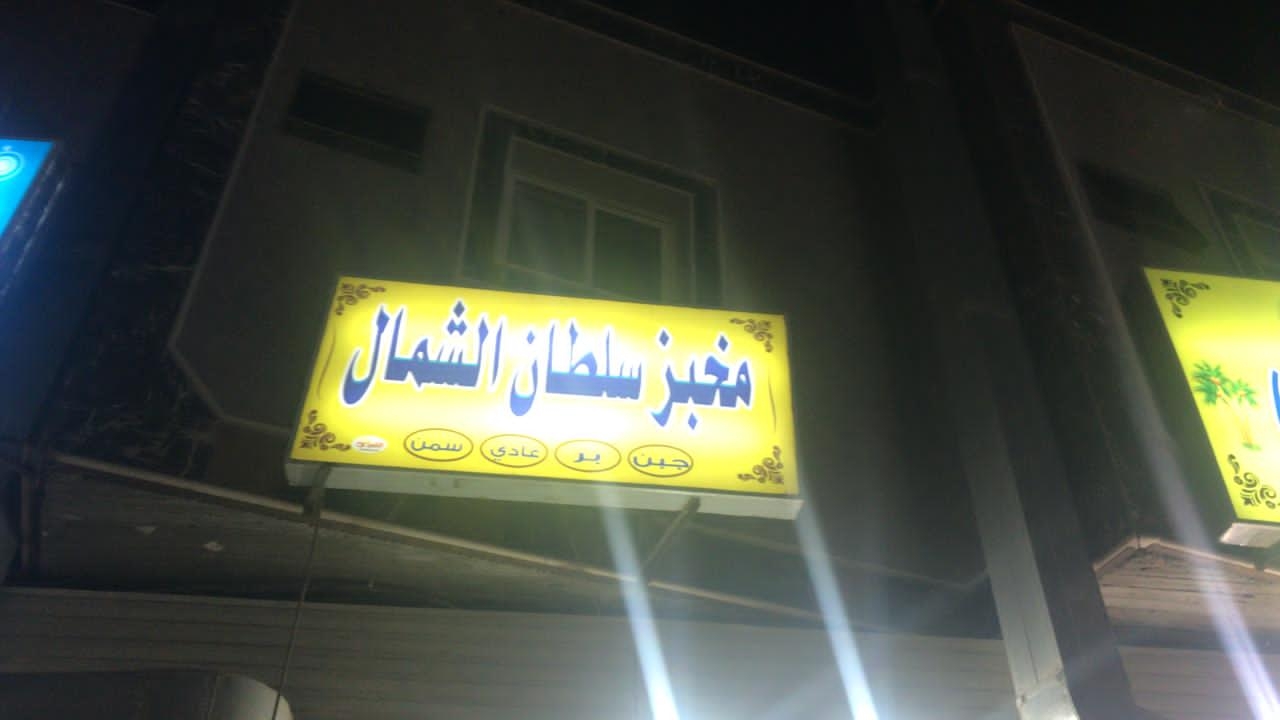 مخبز سلطان الشمال
جبن بر عادي سمن